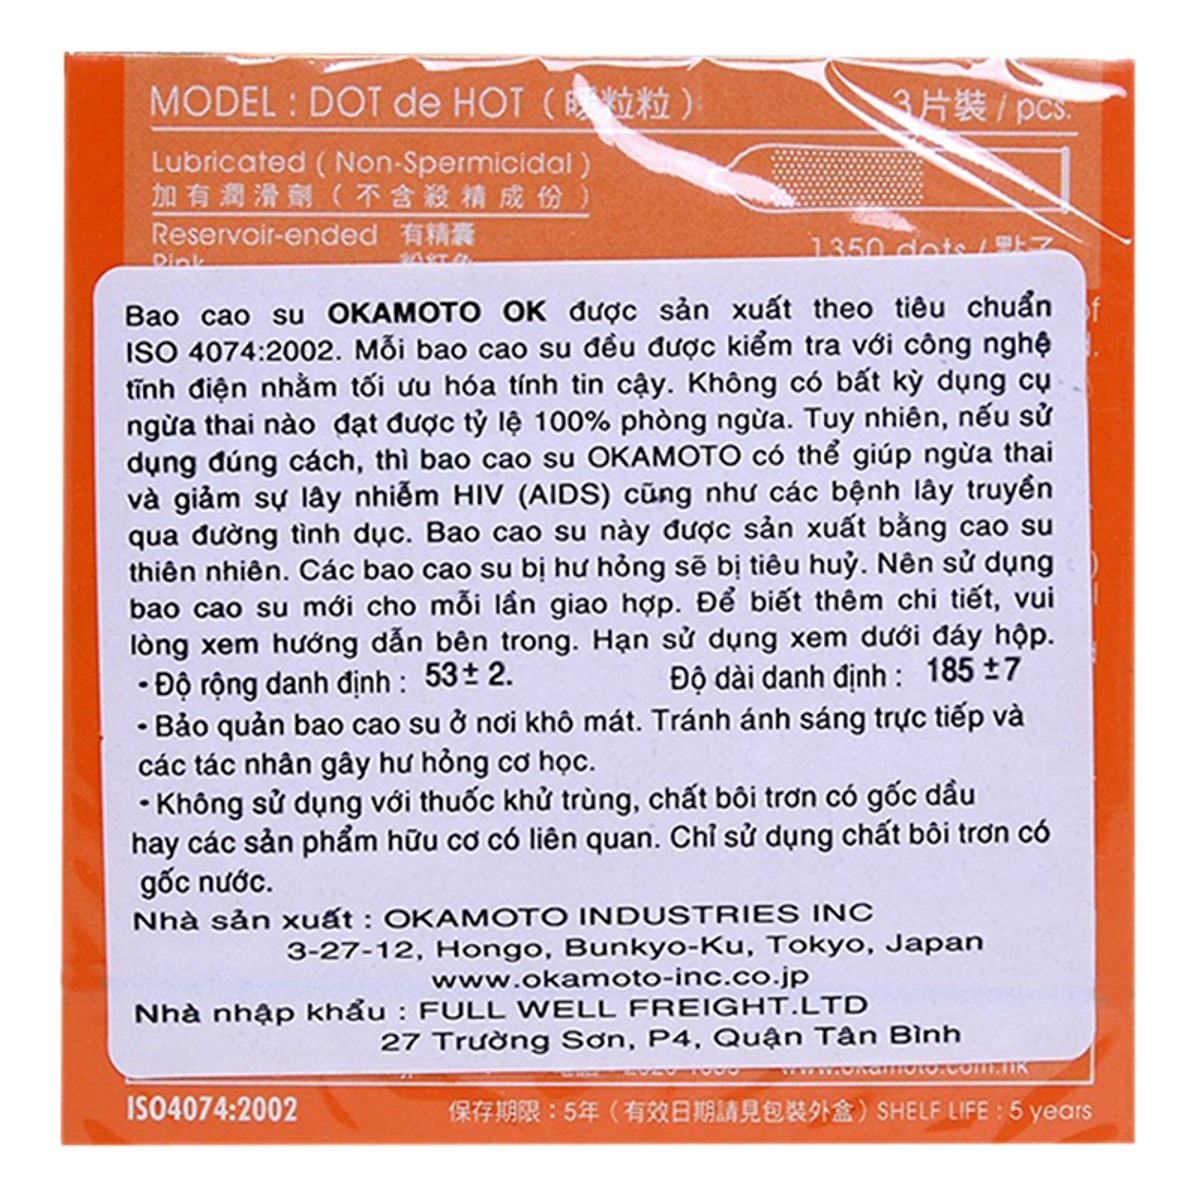 MODEL : DOT de HOT ( 暖粒粒 ) 3片裝 / pcs.
Lubricated ( Non-Spermicidal )
加有潤滑劑 ( 不含殺精成份 )
Reservoir-ended 有精囊 1350 dots / 點子
Pink 粉紅色
Bao cao su OKAMOTO OK được sản xuất theo tiêu chuẩn
ISO 4074:2002. Mỗi bao cao su đều được kiểm tra với công nghệ
tĩnh điện nhằm tối ưu hóa tính tin cậy. Không có bất kỳ dụng cụ
ngừa thai nào đạt được tỷ lệ 100% phòng ngừa. Tuy nhiên, nếu sử
dụng đúng cách, thì bao cao su OKAMOTO có thể giúp ngừa thai
và giảm sự lây nhiễm HIV (AIDS) cũng như các bệnh lây truyền
qua đường tình dục. Bao cao su này được sản xuất bằng cao su
thiên nhiên. Các bao cao su bị hư hỏng sẽ bị tiêu huỷ. Nên sử dụng
bao cao su mới cho mỗi lần giao hợp. Để biết thêm chi tiết, vui
lòng xem hướng dẫn bên trong. Hạn sử dụng xem dưới đáy hộp.
- Độ rộng danh định : 53 ± 2. Độ dài danh định : 185 ± 7
- Bảo quản bao cao su ở nơi khô mát. Tránh ánh sáng trực tiếp và
các tác nhân gây hư hỏng cơ học.
- Không sử dụng với thuốc khử trùng, chất bôi trơn có gốc dầu
hay các sản phẩm hữu cơ có liên quan. Chỉ sử dụng chất bôi trơn có
gốc nước.
Nhà sản xuất : OKAMOTO INDUSTRIES INC
3-27-12, Hongo, Bunkyo-Ku, Tokyo, Japan
www.okamoto-inc.co.jp
Nhà nhập khẩu : FULL WELL FREIGHT.LTD
27 Trường Sơn, P4, Quận Tân Bình
www.okamoto.com.hk
ISO4074:2002 保存期限 : 5年 ( 有效日期請見包裝外盒 ) SHELF LIFE : 5 years